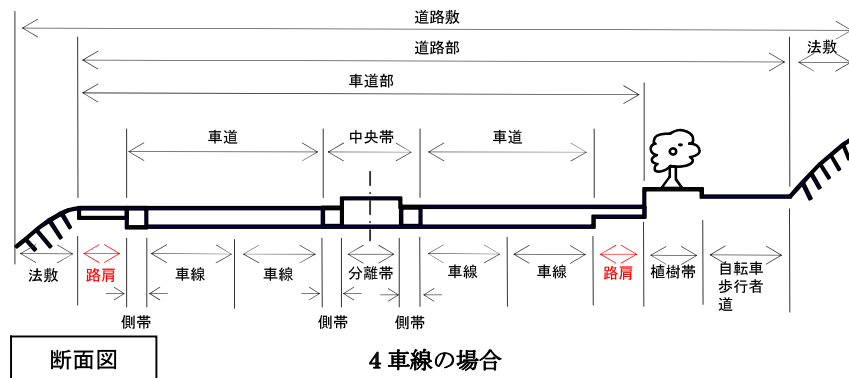 道路敷
道路部
法敷
車道部
車道
中央帯
車道
法敷
路肩
車線
車線
分離帯
車線
車線
路肩
植樹帯
自転車
歩行者
道
側帯
側帯
側帯
断面図
4車線の場合